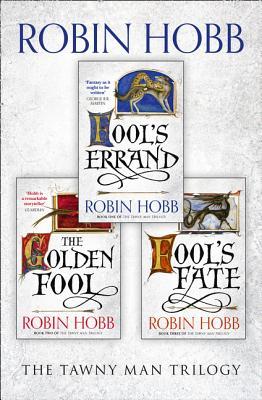 ROBIN HOBB
'Fantasy as it
ought to be
written'
GEORGE R.R.
MARTIN
FOOL'S
ERRAND
ROBIN HOBB
BOOK ONE OF THE TAWNY MAN TRILOGY
'Hobb is
a remarkable
storyteller'
GUARDIAN
THE
GOLDEN
FOOL
ROBIN HOBB
BOOK TWO OF THE TAWNY MAN TRILOGY
FOOL'S
FATE
ROBIN HOBB
BOOK THREE OF THE TAWNY MAN TRILOGY
THE TAWNY MAN TRILOGY